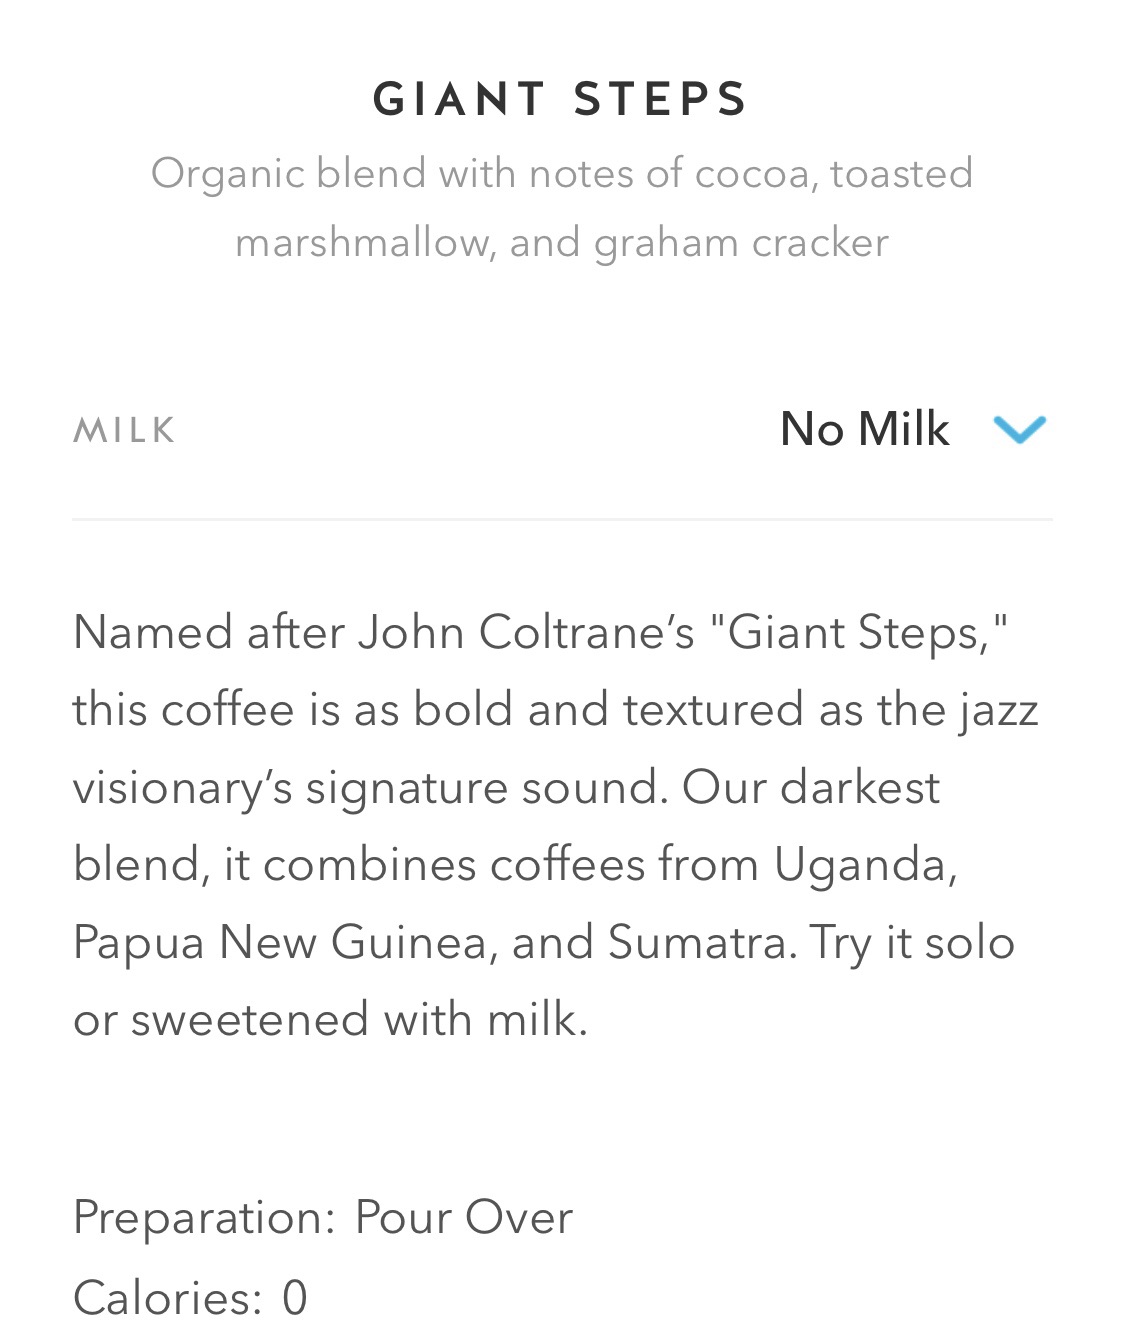 GIANT STEPS
Organic blend with notes of cocoa, toasted
marshmallow, and graham cracker
MILK No Milk
Named after John Coltrane’s "Giant Steps,"
this coffee is as bold and textured as the jazz
visionary’s signature sound. Our darkest
blend, it combines coffees from Uganda,
Papua New Guinea, and Sumatra. Try it solo
or sweetened with milk.
Preparation: Pour Over
Calories: 0